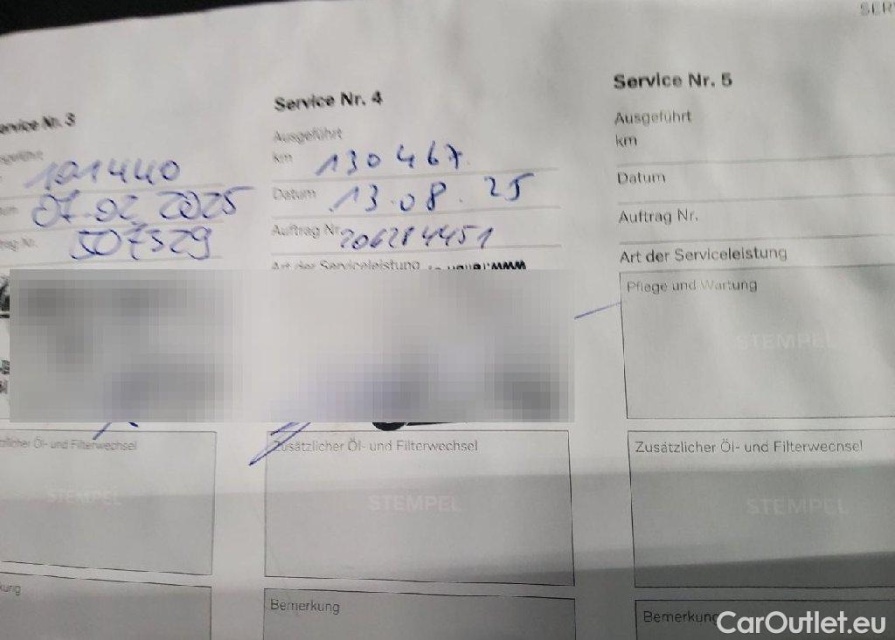 SER
Service Nr. 3
101440
07.02.2025
507529
Zusätzlicher Öl- und Filterwechsel
STEMPEL
Service Nr. 4
Ausgeführt
km 130467
Datum 13.08.25
Auftrag Nr. 206284451
Art der Serviceleistung
Zusätzlicher Öl- und Filterwechsel
STEMPEL
Bemerkung
Service Nr. 5
Ausgeführt
km
Datum
Auftrag Nr.
Art der Serviceleistung
Pflege und Wartung
STEMPEL
Zusätzlicher Öl- und Filterwechsel
STEMPEL
Bemerkung
CarOutlet.eu